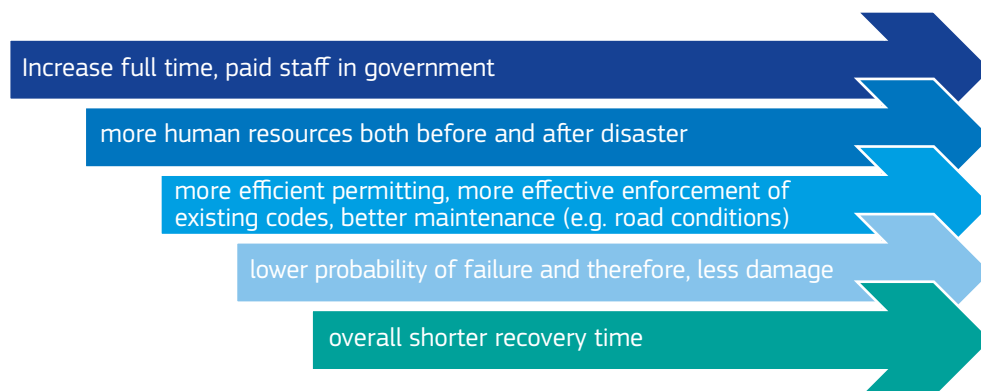 Increase full time, paid staff in government
more human resources both before and after disaster
more efficient permitting, more effective enforcement of
existing codes, better maintenance (e.g. road conditions)
lower probability of failure and therefore, less damage
overall shorter recovery time